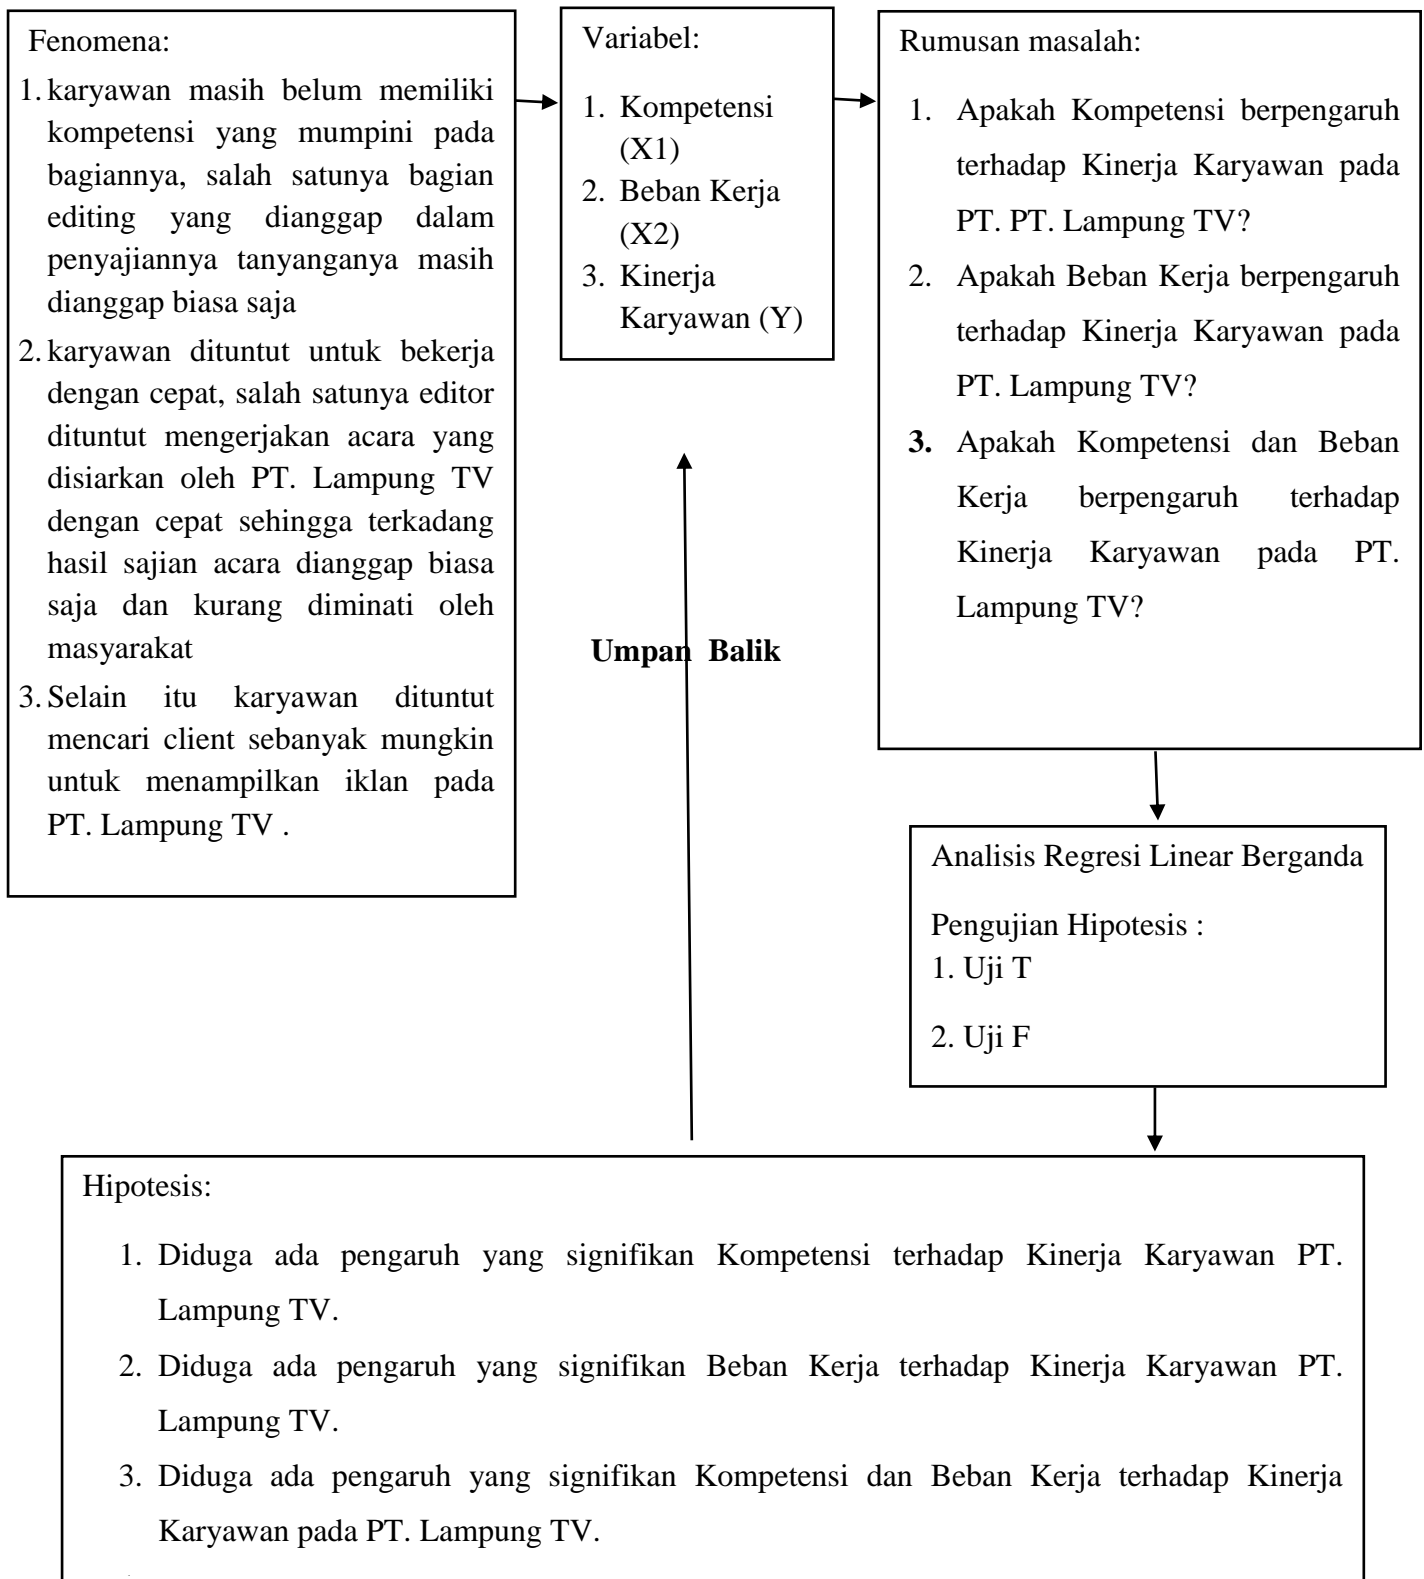 Fenomena:
1. karyawan masih belum memiliki
kompetensi yang mumpini pada
bagiannya, salah satunya bagian
editing yang dianggap dalam
penyajiannya tanyanganya masih
dianggap biasa saja
2. karyawan dituntut untuk bekerja
dengan cepat, salah satunya editor
dituntut mengerjakan acara yang
disiarkan oleh PT. Lampung TV
dengan cepat sehingga terkadang
hasil sajian acara dianggap biasa
saja dan kurang diminati oleh
masyarakat
3. Selain itu karyawan dituntut
mencari client sebanyak mungkin
untuk menampilkan iklan pada
PT. Lampung TV .
Variabel:
1. Kompetensi
(X1)
2. Beban Kerja
(X2)
3. Kinerja
Karyawan (Y)
Rumusan masalah:
1. Apakah Kompetensi berpengaruh
terhadap Kinerja Karyawan pada
PT. PT. Lampung TV?
2. Apakah Beban Kerja berpengaruh
terhadap Kinerja Karyawan pada
PT. Lampung TV?
3. Apakah Kompetensi dan Beban
Kerja berpengaruh terhadap
Kinerja Karyawan pada PT.
Lampung TV?
Umpan Balik
Analisis Regresi Linear Berganda
Pengujian Hipotesis :
1. Uji T
2. Uji F
Hipotesis:
1. Diduga ada pengaruh yang signifikan Kompetensi terhadap Kinerja Karyawan PT.
Lampung TV.
2. Diduga ada pengaruh yang signifikan Beban Kerja terhadap Kinerja Karyawan PT.
Lampung TV.
3. Diduga ada pengaruh yang signifikan Kompetensi dan Beban Kerja terhadap Kinerja
Karyawan pada PT. Lampung TV.